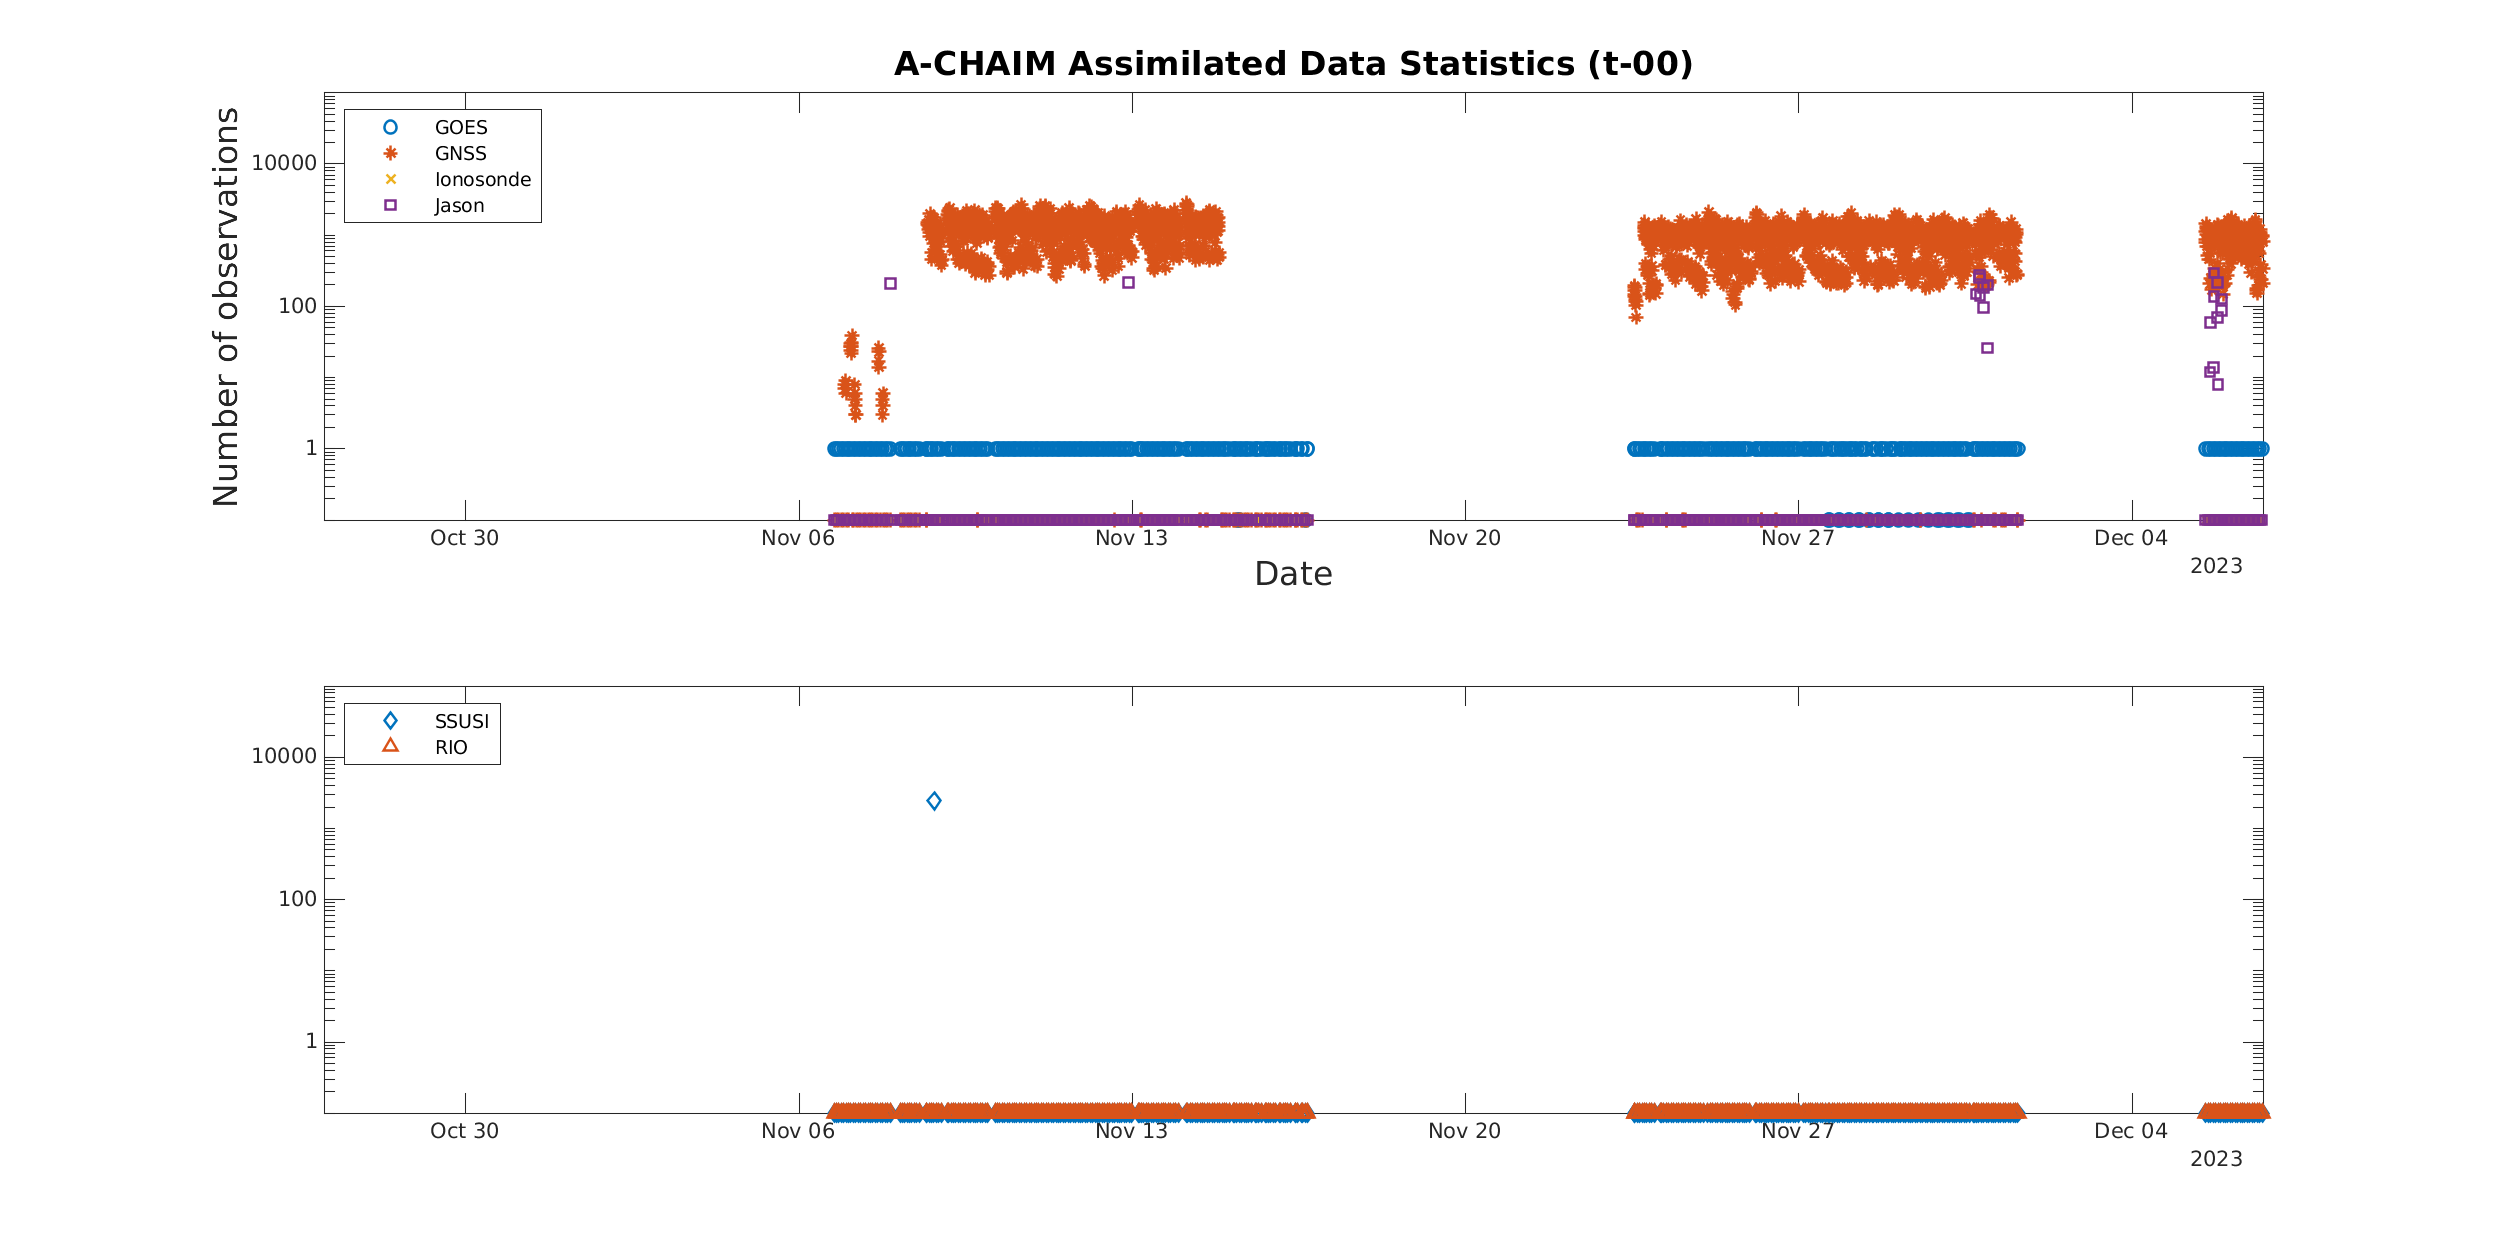 A-CHAIM Assimilated Data Statistics (t-00)
Number of observations
10000
100
1
GOES
GNSS
Ionosonde
Jason
Oct 30
Nov 06
Nov 13
Nov 20
Nov 27
Dec 04
2023
Date
10000
100
1
SSUSI
RIO
Oct 30
Nov 06
Nov 13
Nov 20
Nov 27
Dec 04
2023